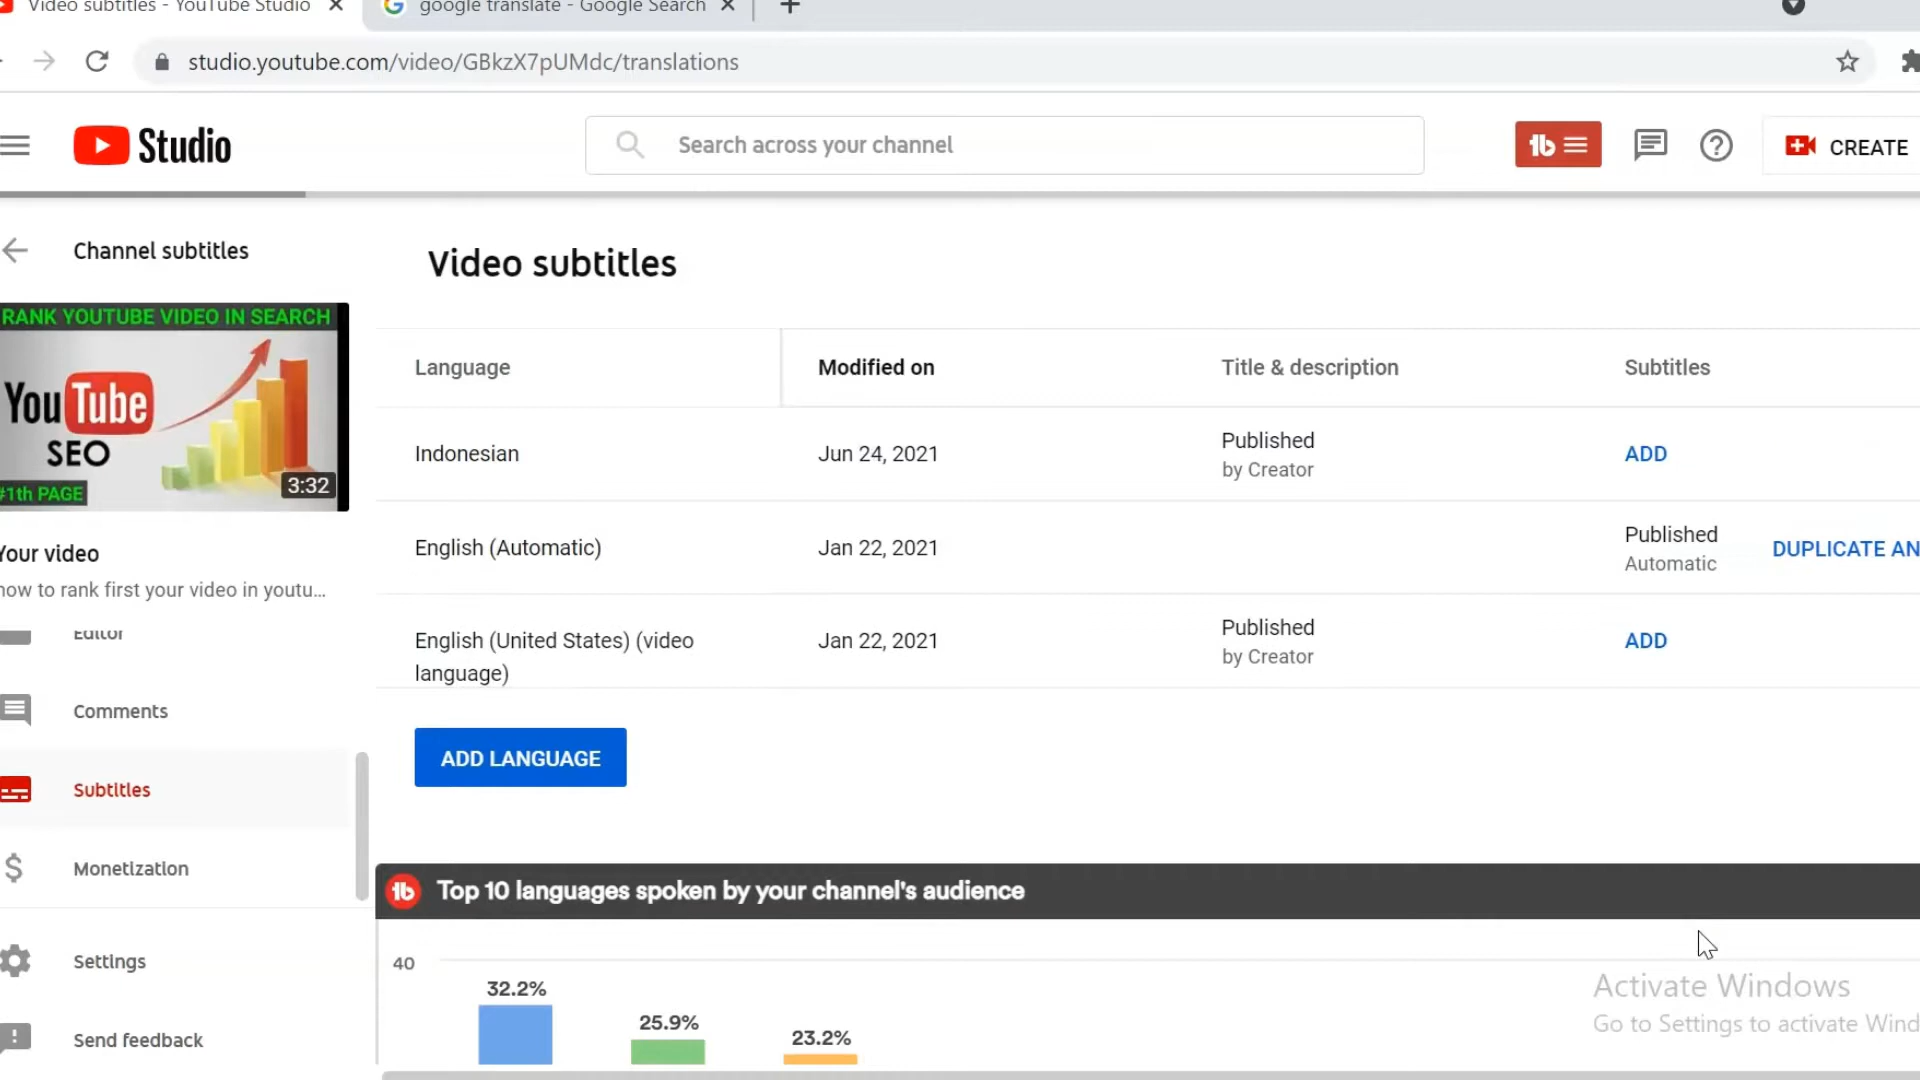 Video subtitles - YouTube Studio
google translate - Google Search
studio.youtube.com/video/GBkzX7pUMdc/translations
Studio
Search across your channel
CREATE
Channel subtitles
Video subtitles
RANK YOUTUBE VIDEO IN SEARCH
YouTube
SEO
#1th PAGE
3:32
Language
Modified on
Title & description
Subtitles
Indonesian
Jun 24, 2021
Published
by Creator
ADD
English (Automatic)
Jan 22, 2021
Published
Automatic
DUPLICATE AN
Your video
how to rank first your video in youtu...
English (United States) (video
language)
Jan 22, 2021
Published
by Creator
ADD
Editor
Comments
ADD LANGUAGE
Subtitles
Monetization
Top 10 languages spoken by your channel's audience
Settings
40
32.2%
25.9%
23.2%
Send feedback
Activate Windows
Go to Settings to activate Wind